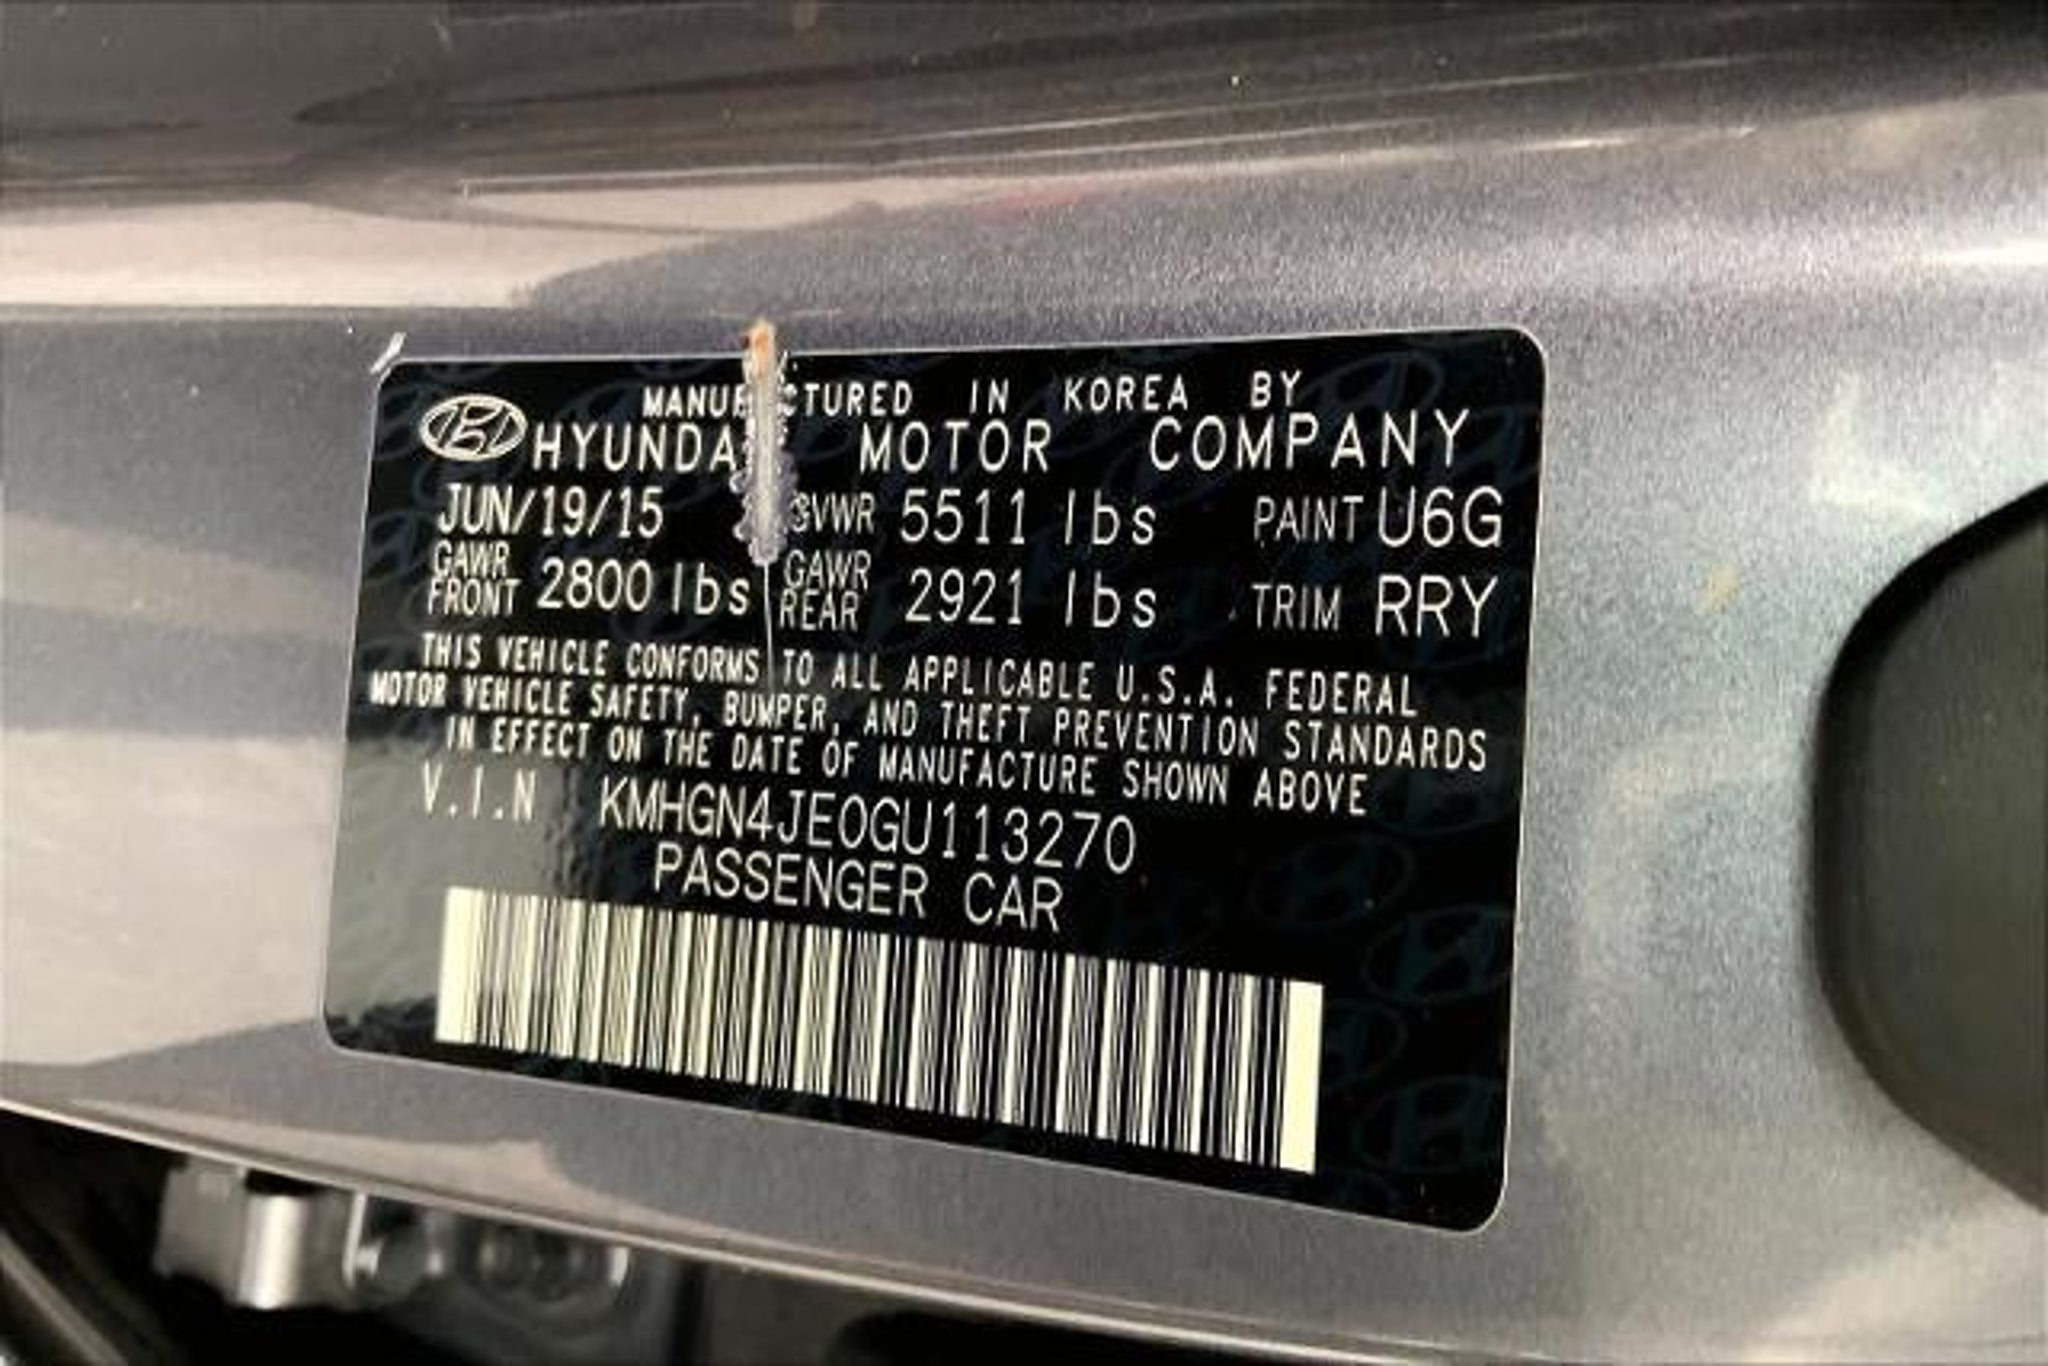 MANUFACTURED IN KOREA BY
HYUNDAI MOTOR COMPANY
JUN/19/15 GVWR 5511 lbs PAINT U6G
GAWR FRONT 2800 lbs GAWR REAR 2921 lbs TRIM RRY
THIS VEHICLE CONFORMS TO ALL APPLICABLE U.S.A. FEDERAL
MOTOR VEHICLE SAFETY, BUMPER, AND THEFT PREVENTION STANDARDS
IN EFFECT ON THE DATE OF MANUFACTURE SHOWN ABOVE
V.I.N KMHGN4JE0GU113270
PASSENGER CAR